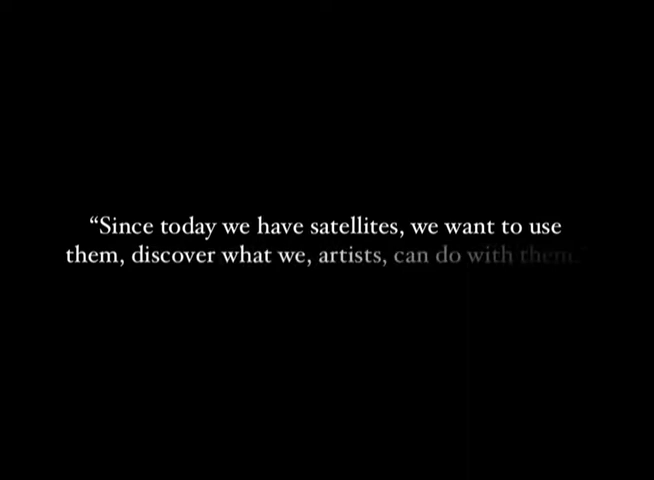 “Since today we have satellites, we want to use
them, discover what we, artists, can do with them.”